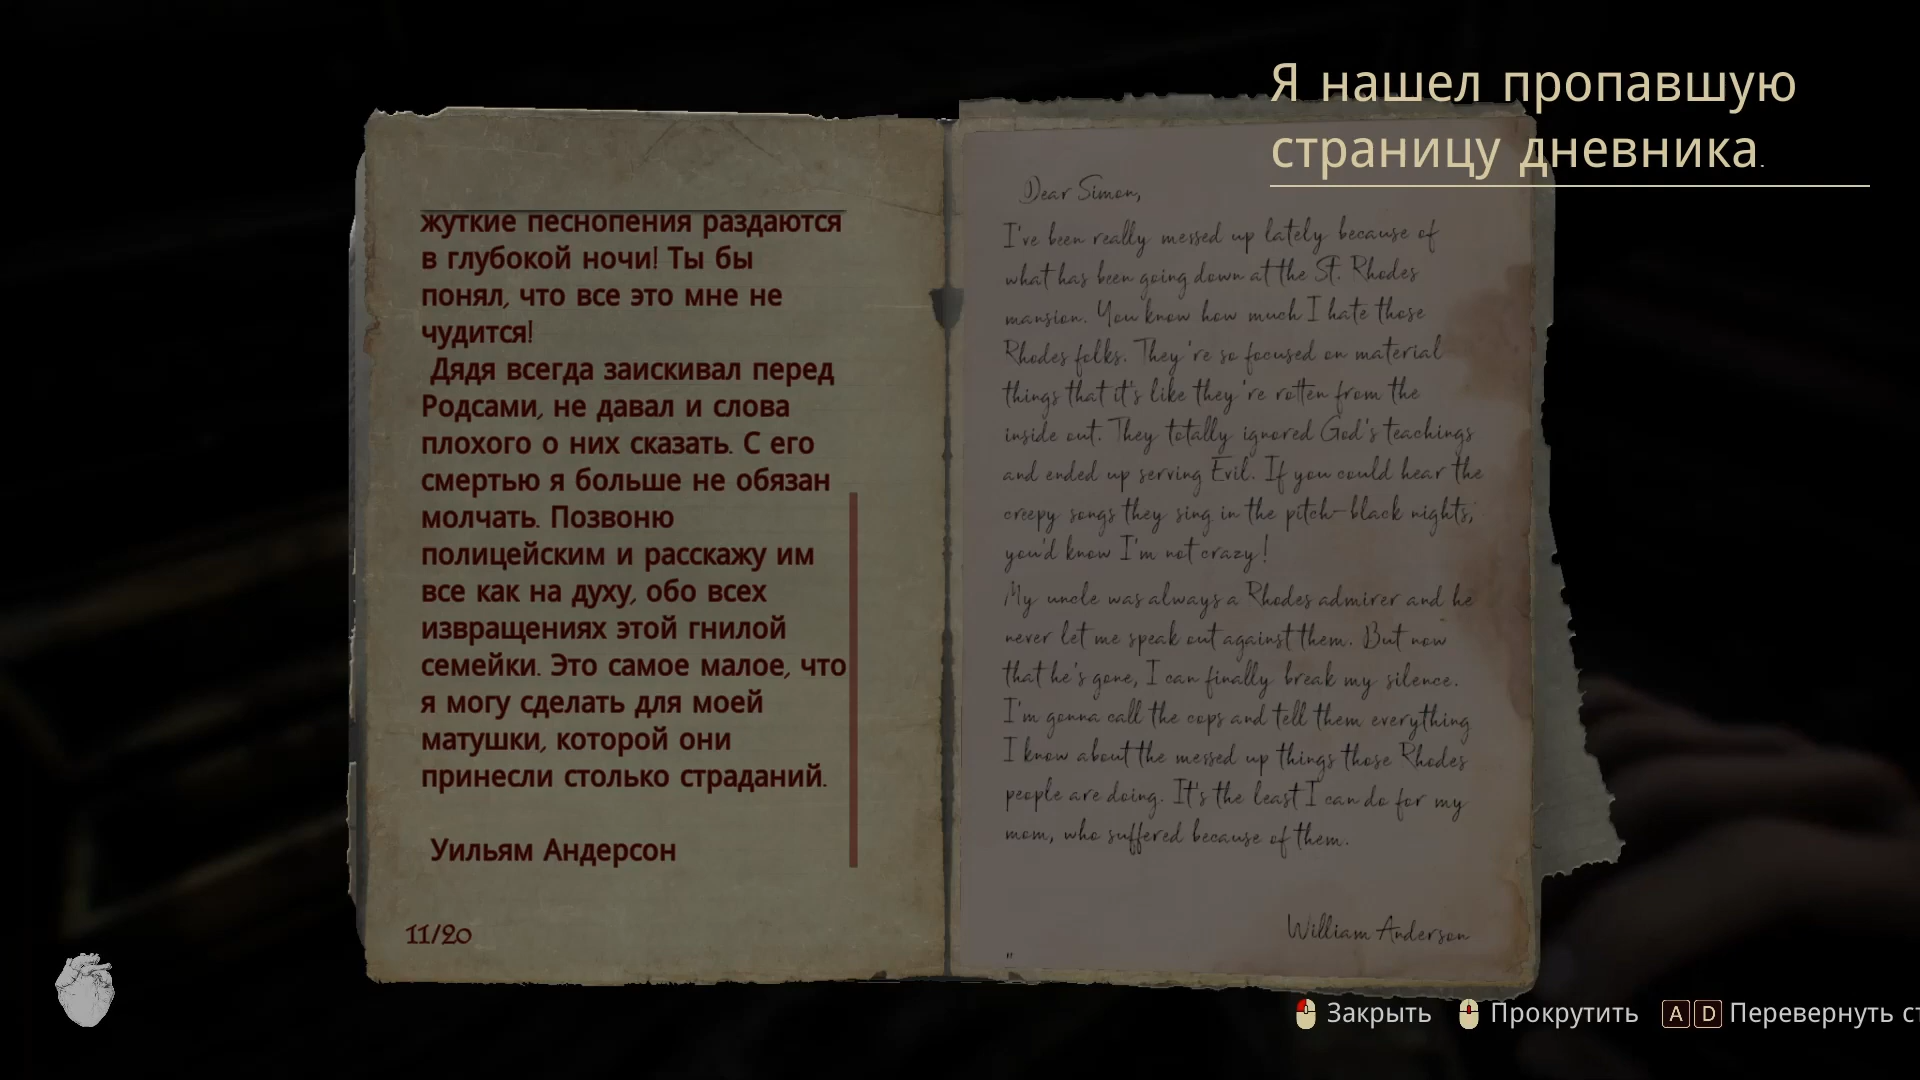 Я нашел пропавшую
страницу дневника.
жуткие песнопения раздаются
в глубокой ночи! Ты бы
понял, что все это мне не
чудится!
Дядя всегда заискивал перед
Родсами, не давал и слова
плохого о них сказать. С его
смертью я больше не обязан
молчать. Позвоню
полицейским и расскажу им
все как на духу, обо всех
извращениях этой гнилой
семейки. Это самое малое, что
я могу сделать для моей
матушки, которой они
принесли столько страданий.
Уильям Андерсон
11/20
Dear Simon,
I've been really messed up lately because of
what has been going down at the St. Rhodes
mansion. You know how much I hate those
Rhodes folks. They're so focused on material
things that it's like they're rotten from the
inside out. They totally ignored God's teachings
and ended up serving Evil. If you could hear the
creepy songs they sing in the pitch-black nights,
you'd know I'm not crazy!
My uncle was always a Rhodes admirer and he
never let me speak out against them. But now
that he's gone, I can finally break my silence.
I'm gonna call the cops and tell them everything
I know about the messed up things those Rhodes
people are doing. It's the least I can do for my
mom, who suffered because of them.
William Anderson
"
Закрыть Прокрутить A D Перевернуть ст